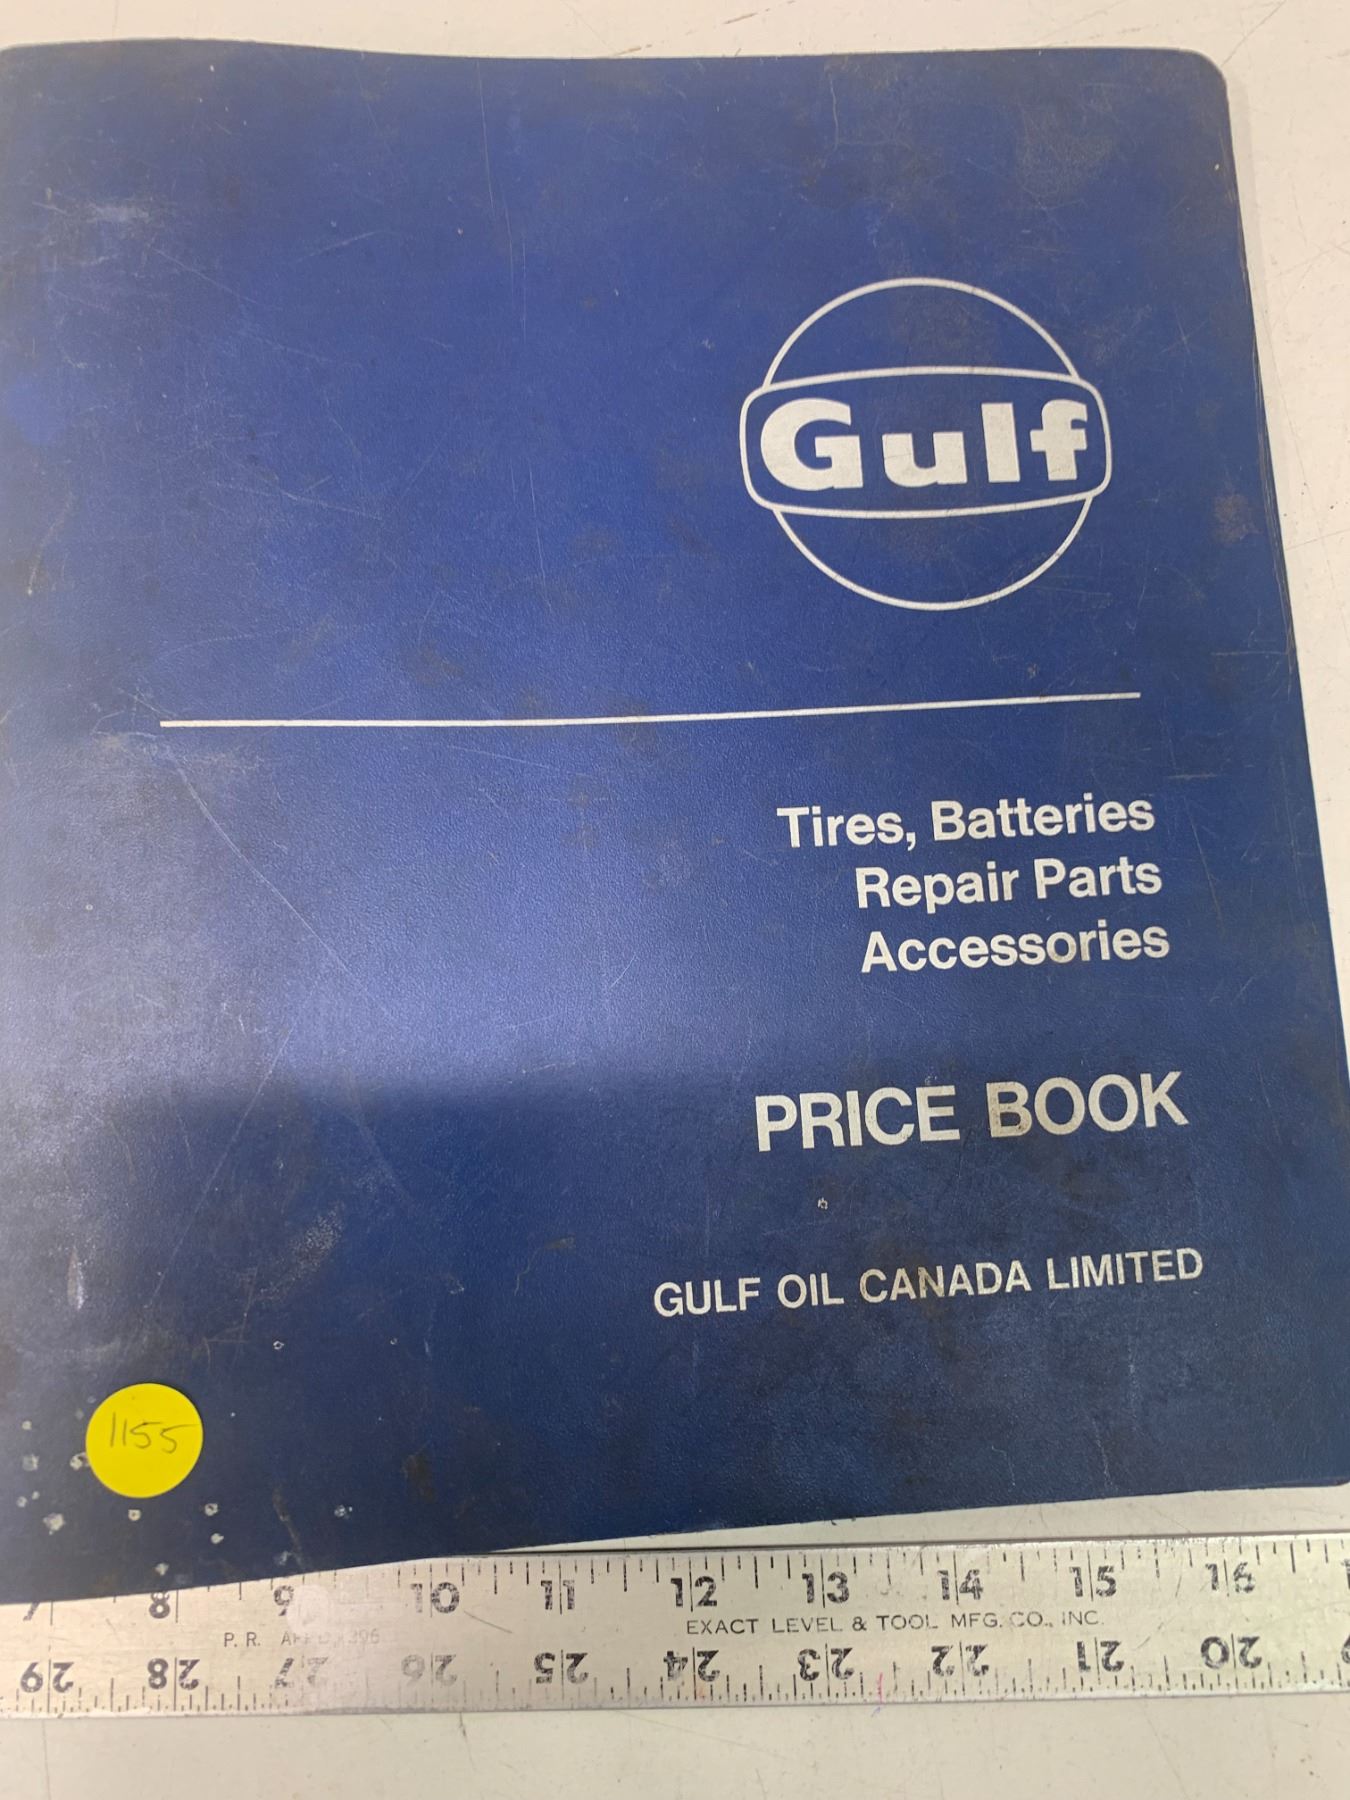 Gulf
Tires, Batteries
Repair Parts
Accessories
PRICE BOOK
GULF OIL CANADA LIMITED
1155
8 9 10 11 12 13 14 15 16
EXACT LEVEL & TOOL MFG. CO., INC.
P. R.
29 28 27 26 25 24 23 22 21 20